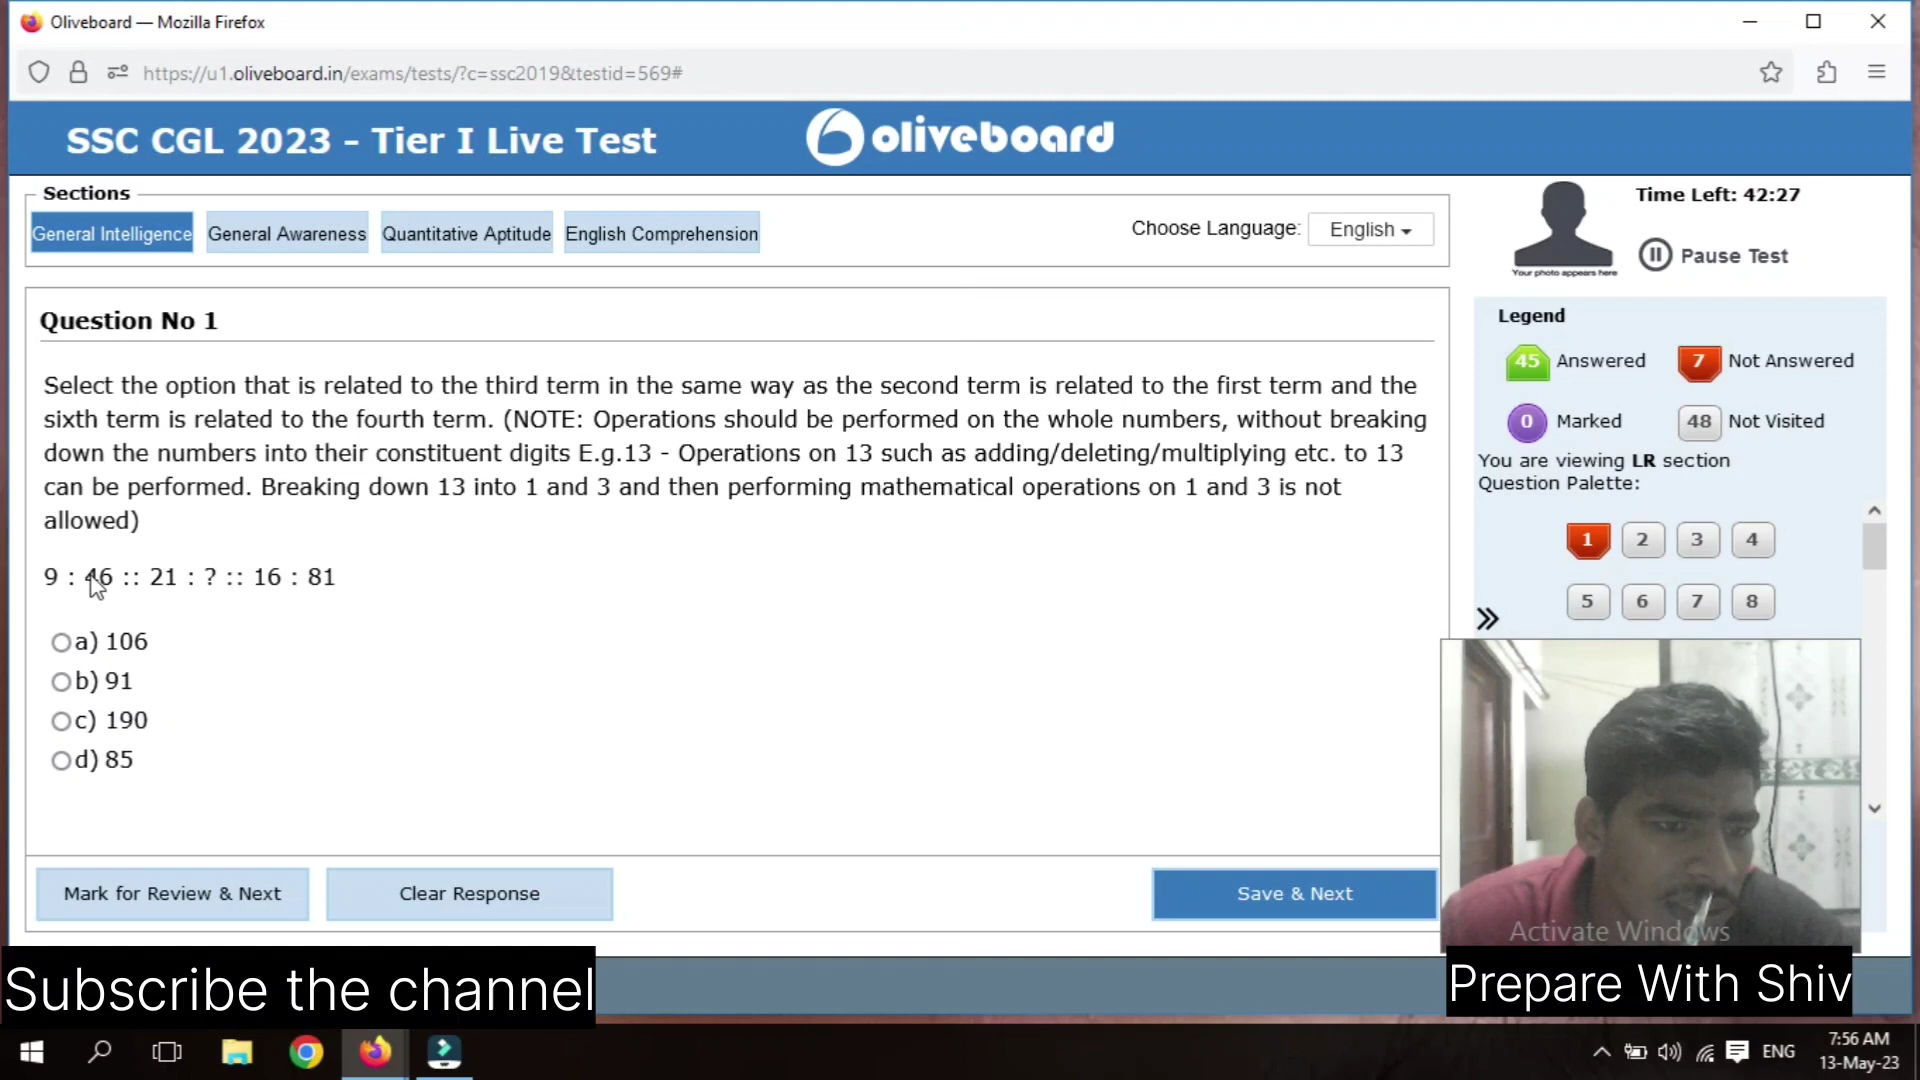 Oliveboard — Mozilla Firefox
https://u1.oliveboard.in/exams/tests/?c=ssc2019&testid=569#
SSC CGL 2023 - Tier I Live Test
oliveboard
Sections
General Intelligence
General Awareness
Quantitative Aptitude
English Comprehension
Choose Language:
English
Your photo appears here
Time Left: 42:27
Pause Test
Question No 1
Select the option that is related to the third term in the same way as the second term is related to the first term and the
sixth term is related to the fourth term. (NOTE: Operations should be performed on the whole numbers, without breaking
down the numbers into their constituent digits E.g.13 - Operations on 13 such as adding/deleting/multiplying etc. to 13
can be performed. Breaking down 13 into 1 and 3 and then performing mathematical operations on 1 and 3 is not
allowed)
9 : 46 :: 21 : ? :: 16 : 81
a) 106
b) 91
c) 190
d) 85
Mark for Review & Next
Clear Response
Save & Next
Legend
45 Answered
7 Not Answered
0 Marked
48 Not Visited
You are viewing LR section
Question Palette:
1 2 3 4
5 6 7 8
Activate Windows
Subscribe the channel
Prepare With Shiv
ENG
7:56 AM
13-May-23